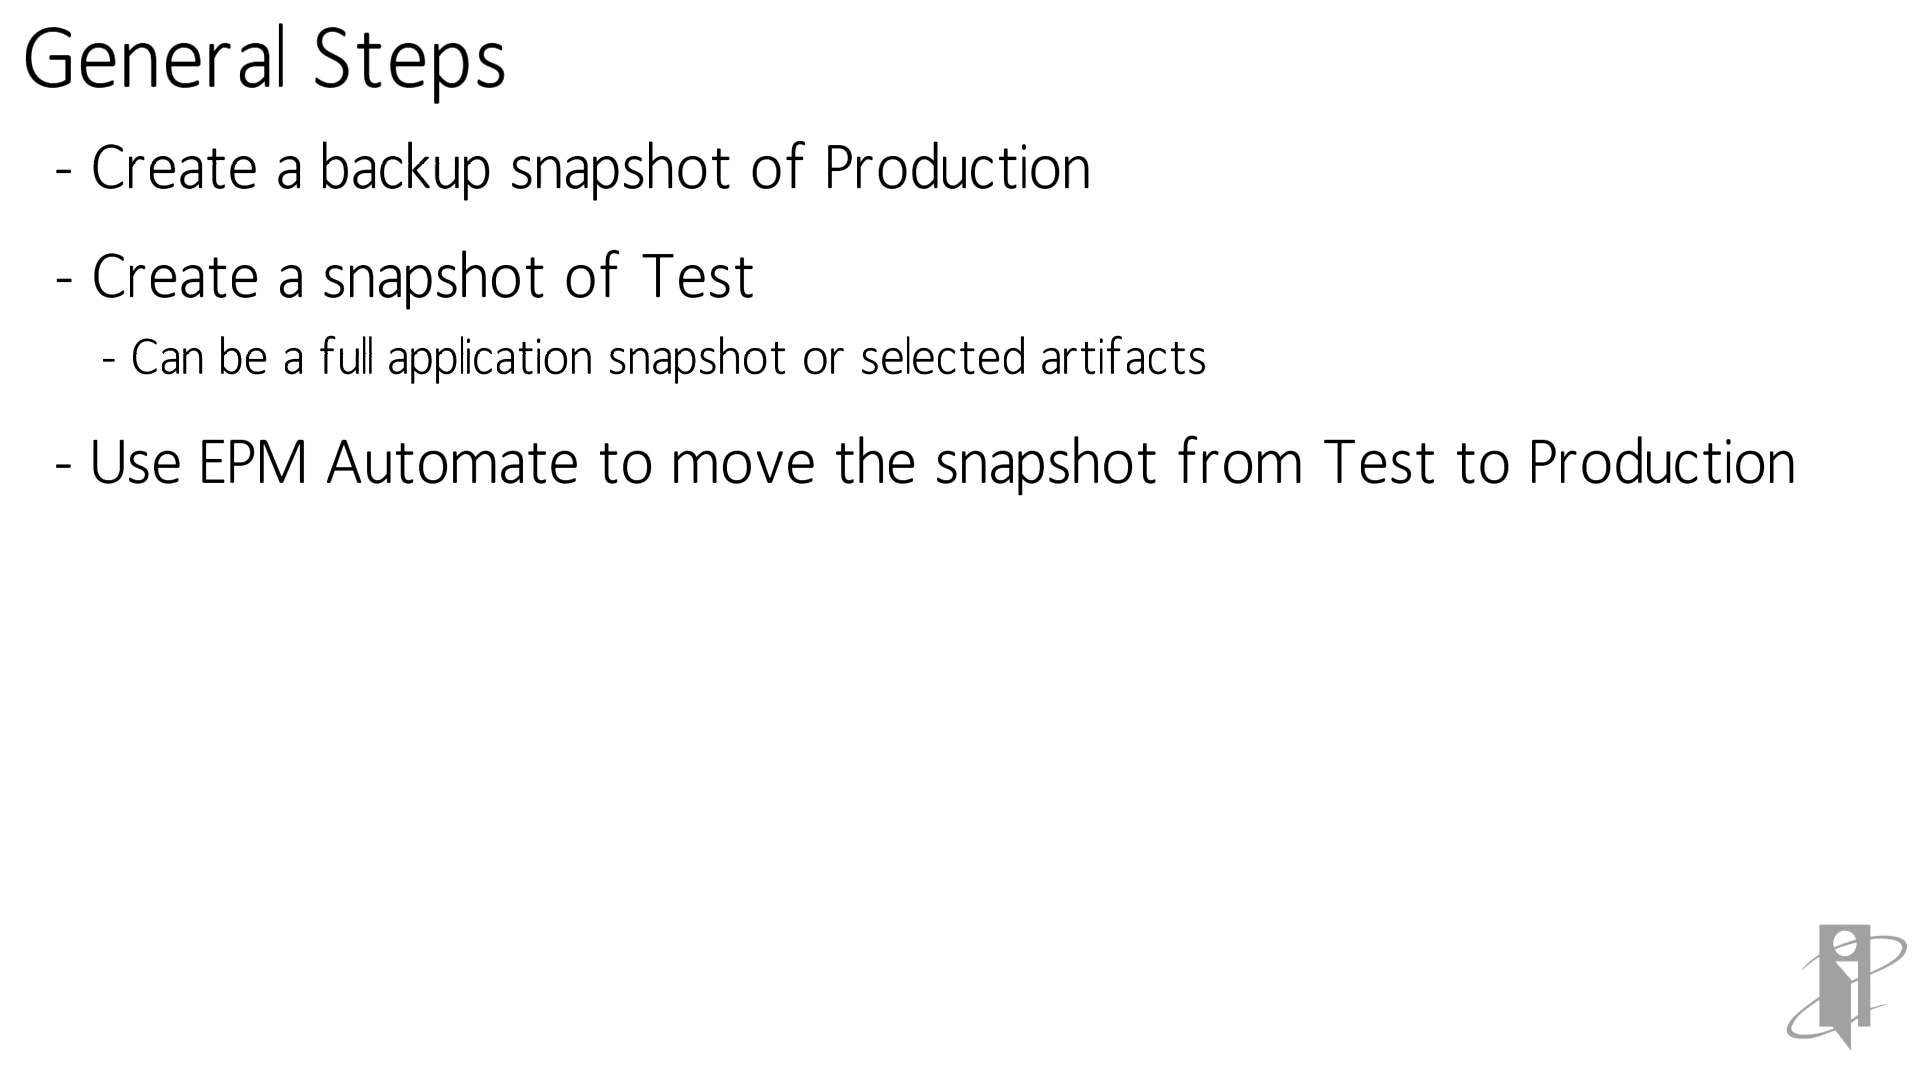 General Steps
- Create a backup snapshot of Production
- Create a snapshot of Test
- Can be a full application snapshot or selected artifacts
- Use EPM Automate to move the snapshot from Test to Production